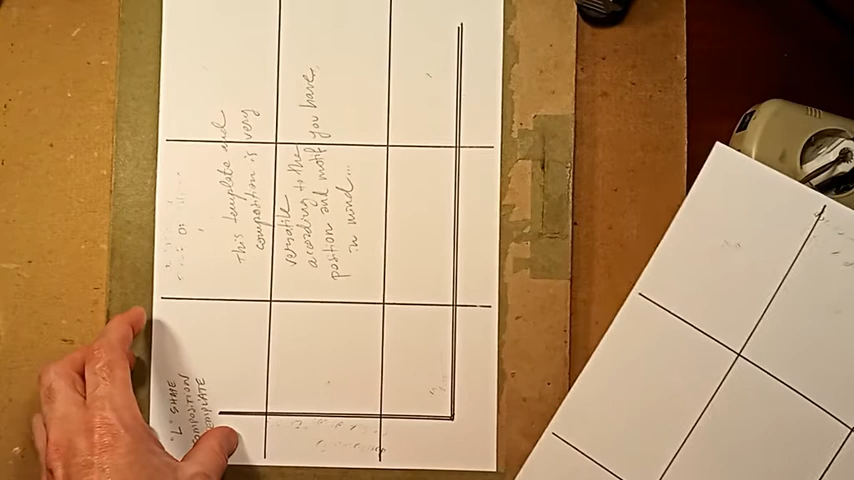 "L" SHAPE
COMPOSITION
TEMPLATE
This template and
composition is very
versatile
according to the
position and motif you have,
in mind...